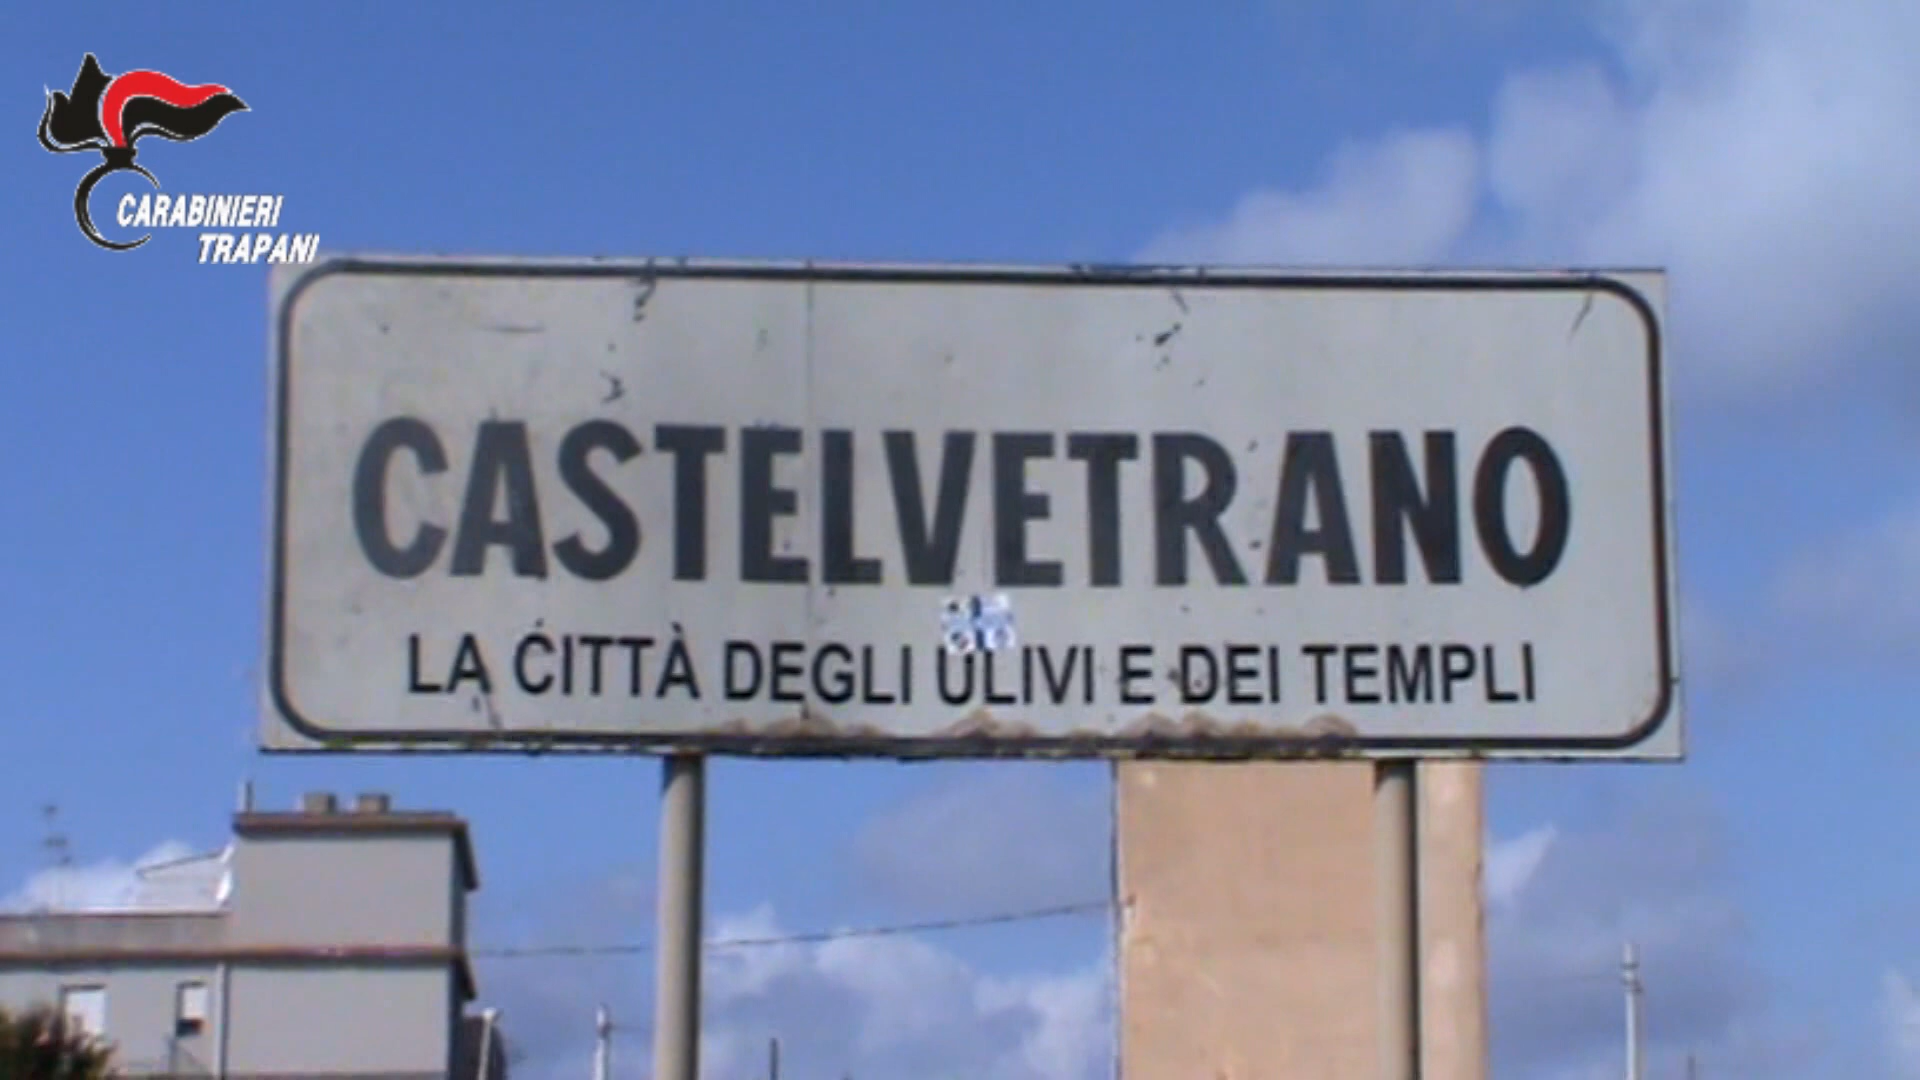 CARABINIERI
TRAPANI
CASTELVETRANO
LA CITTÀ DEGLI ULIVI E DEI TEMPLI